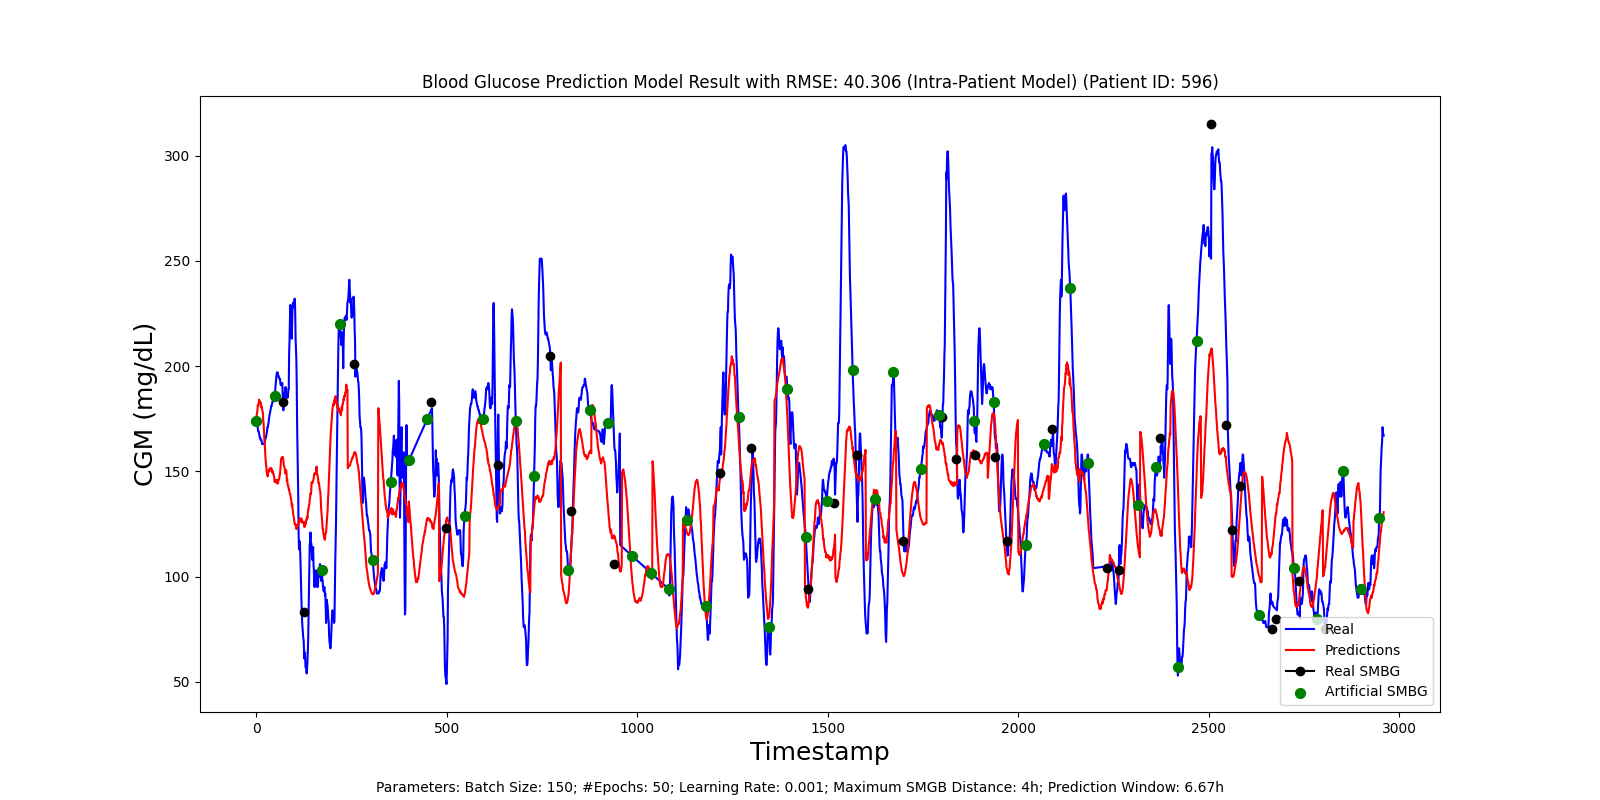 Blood Glucose Prediction Model Result with RMSE: 40.306 (Intra-Patient Model) (Patient ID: 596)
CGM (mg/dL)
300
250
200
150
100
50
0
500
1000
1500
2000
2500
3000
Timestamp
Real
Predictions
Real SMBG
Artificial SMBG
Parameters: Batch Size: 150; #Epochs: 50; Learning Rate: 0.001; Maximum SMGB Distance: 4h; Prediction Window: 6.67h